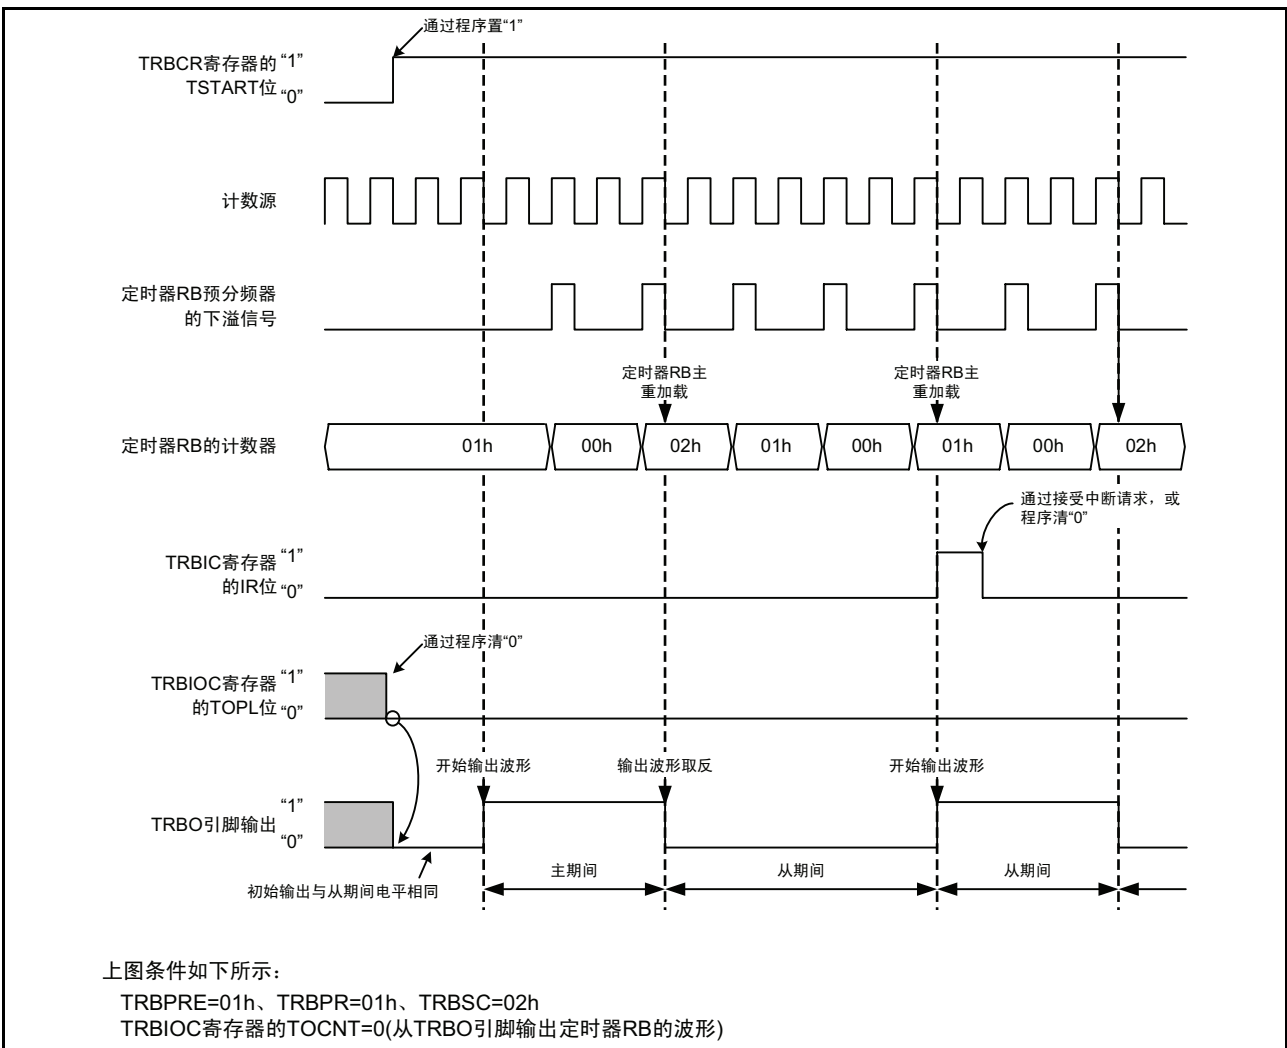 通过程序置“1”
TRBCR寄存器的 “1”
TSTART位 “0”
计数源
定时器RB预分频器
的下溢信号
定时器RB主
重加载
定时器RB主
重加载
定时器RB的计数器
01h 00h 02h 01h 00h 01h 00h 02h
通过接受中断请求，或
程序清“0”
TRBIC寄存器 “1”
的IR位 “0”
通过程序清“0”
TRBIOC寄存器 “1”
的TOPL位 “0”
开始输出波形 输出波形取反 开始输出波形
“1”
TRBO引脚输出
“0”
主期间 从期间 从期间
初始输出与从期间电平相同
上图条件如下所示：
TRBPRE=01h、TRBPR=01h、TRBSC=02h
TRBIOC寄存器的TOCNT=0(从TRBO引脚输出定时器RB的波形)